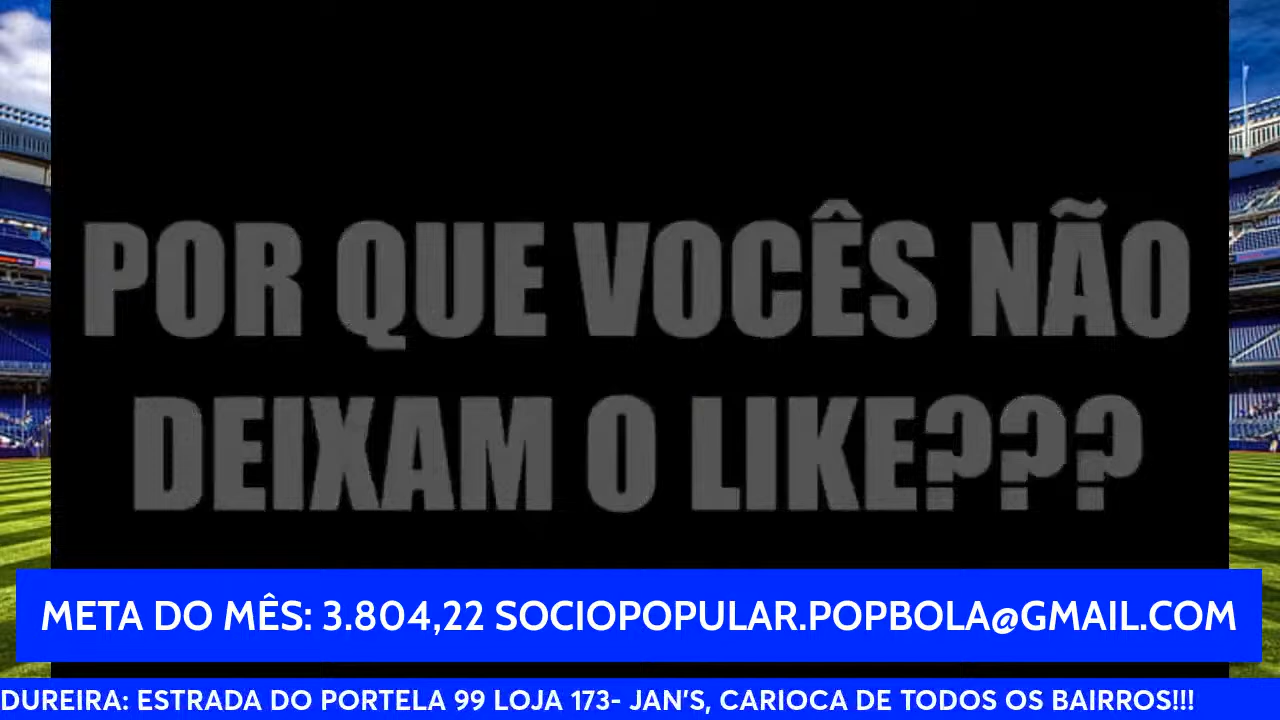 POR QUE VOCÊS NÃO
DEIXAM O LIKE???
META DO MÊS: 3.804,22 SOCIOPOPULAR.POPBOLA@GMAIL.COM
DUREIRA: ESTRADA DO PORTELA 99 LOJA 173- JAN'S, CARIOCA DE TODOS OS BAIRROS!!!